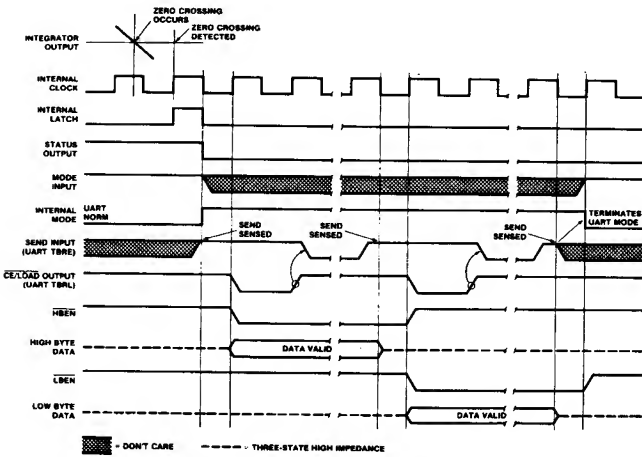 ZERO CROSSING
OCCURS
ZERO CROSSING
DETECTED
INTEGRATOR
OUTPUT
INTERNAL
CLOCK
INTERNAL
LATCH
STATUS
OUTPUT
MODE
INPUT
INTERNAL
MODE
UART
NORM
TERMINATES
UART MODE
SEND
SENSED
SEND
SENSED
SEND
SENSED
SEND INPUT
(UART TBRE)
CE/LOAD OUTPUT
(UART TBRL)
HBEN
HIGH BYTE
DATA
DATA VALID
LBEN
LOW BYTE
DATA
DATA VALID
= DON'T CARE
THREE-STATE HIGH IMPEDANCE